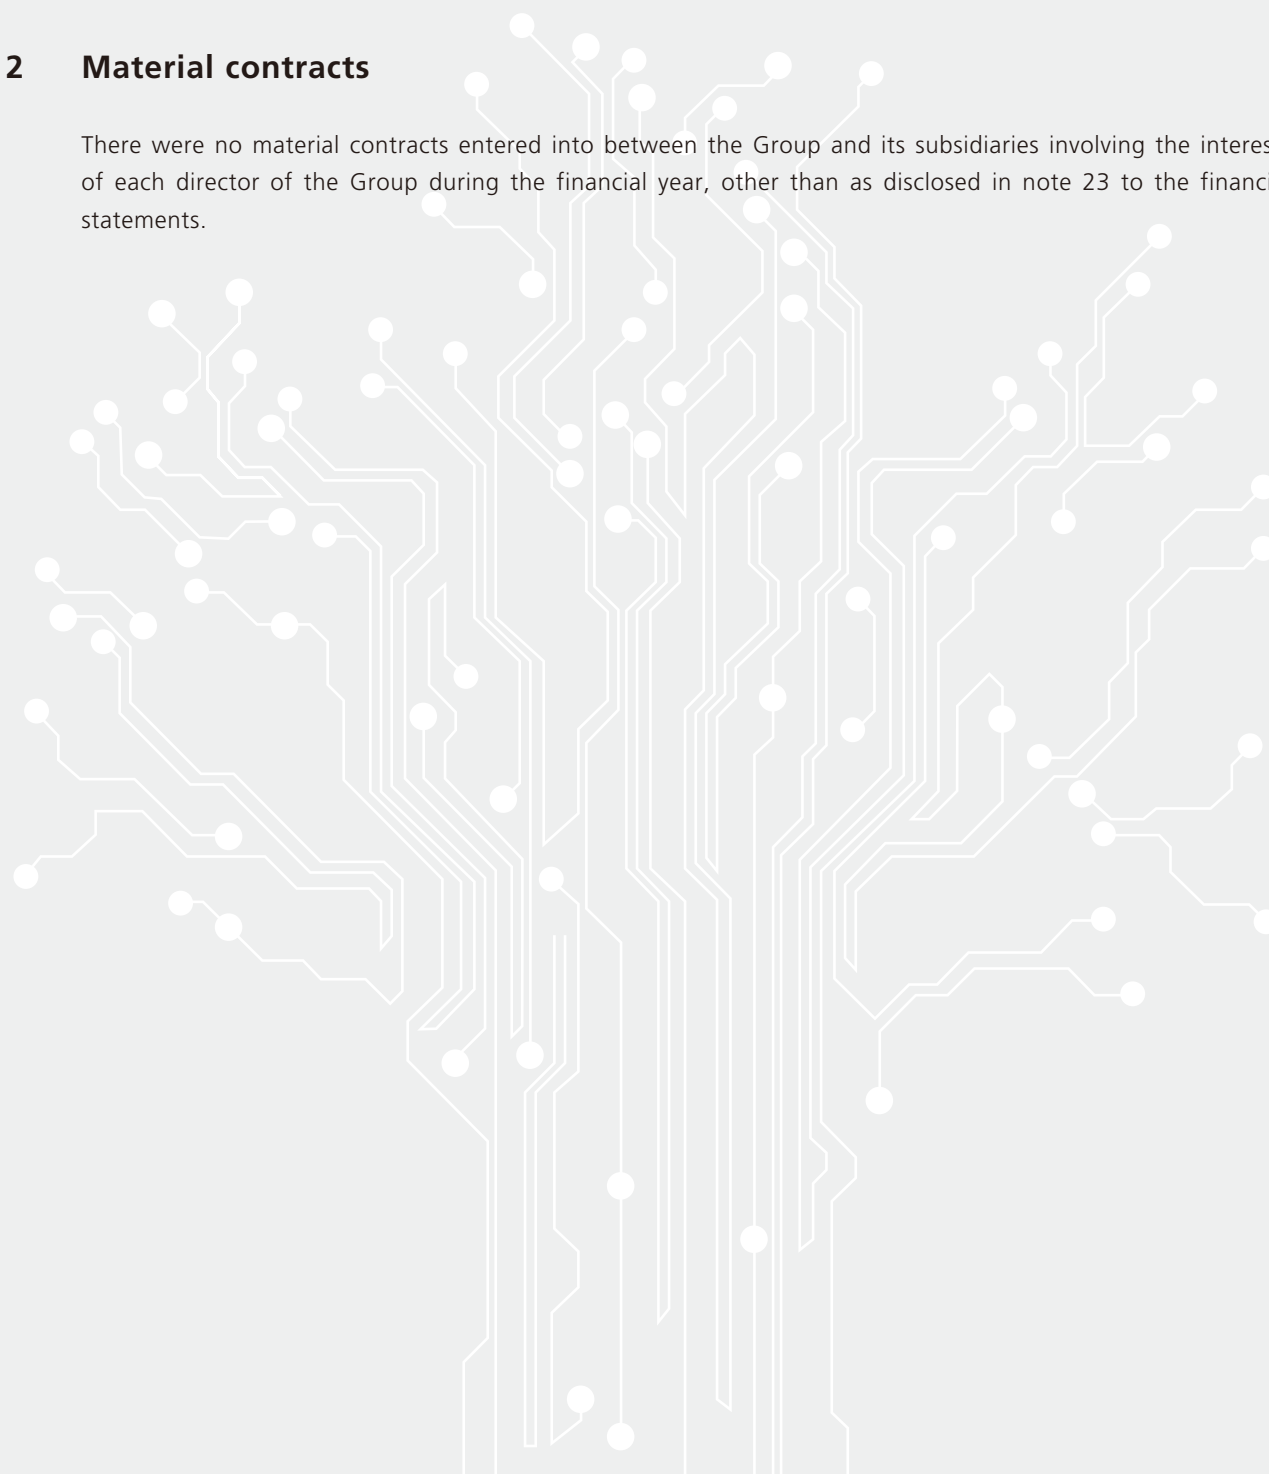 2 Material contracts
There were no material contracts entered into between the Group and its subsidiaries involving the interes
of each director of the Group during the financial year, other than as disclosed in note 23 to the financi
statements.